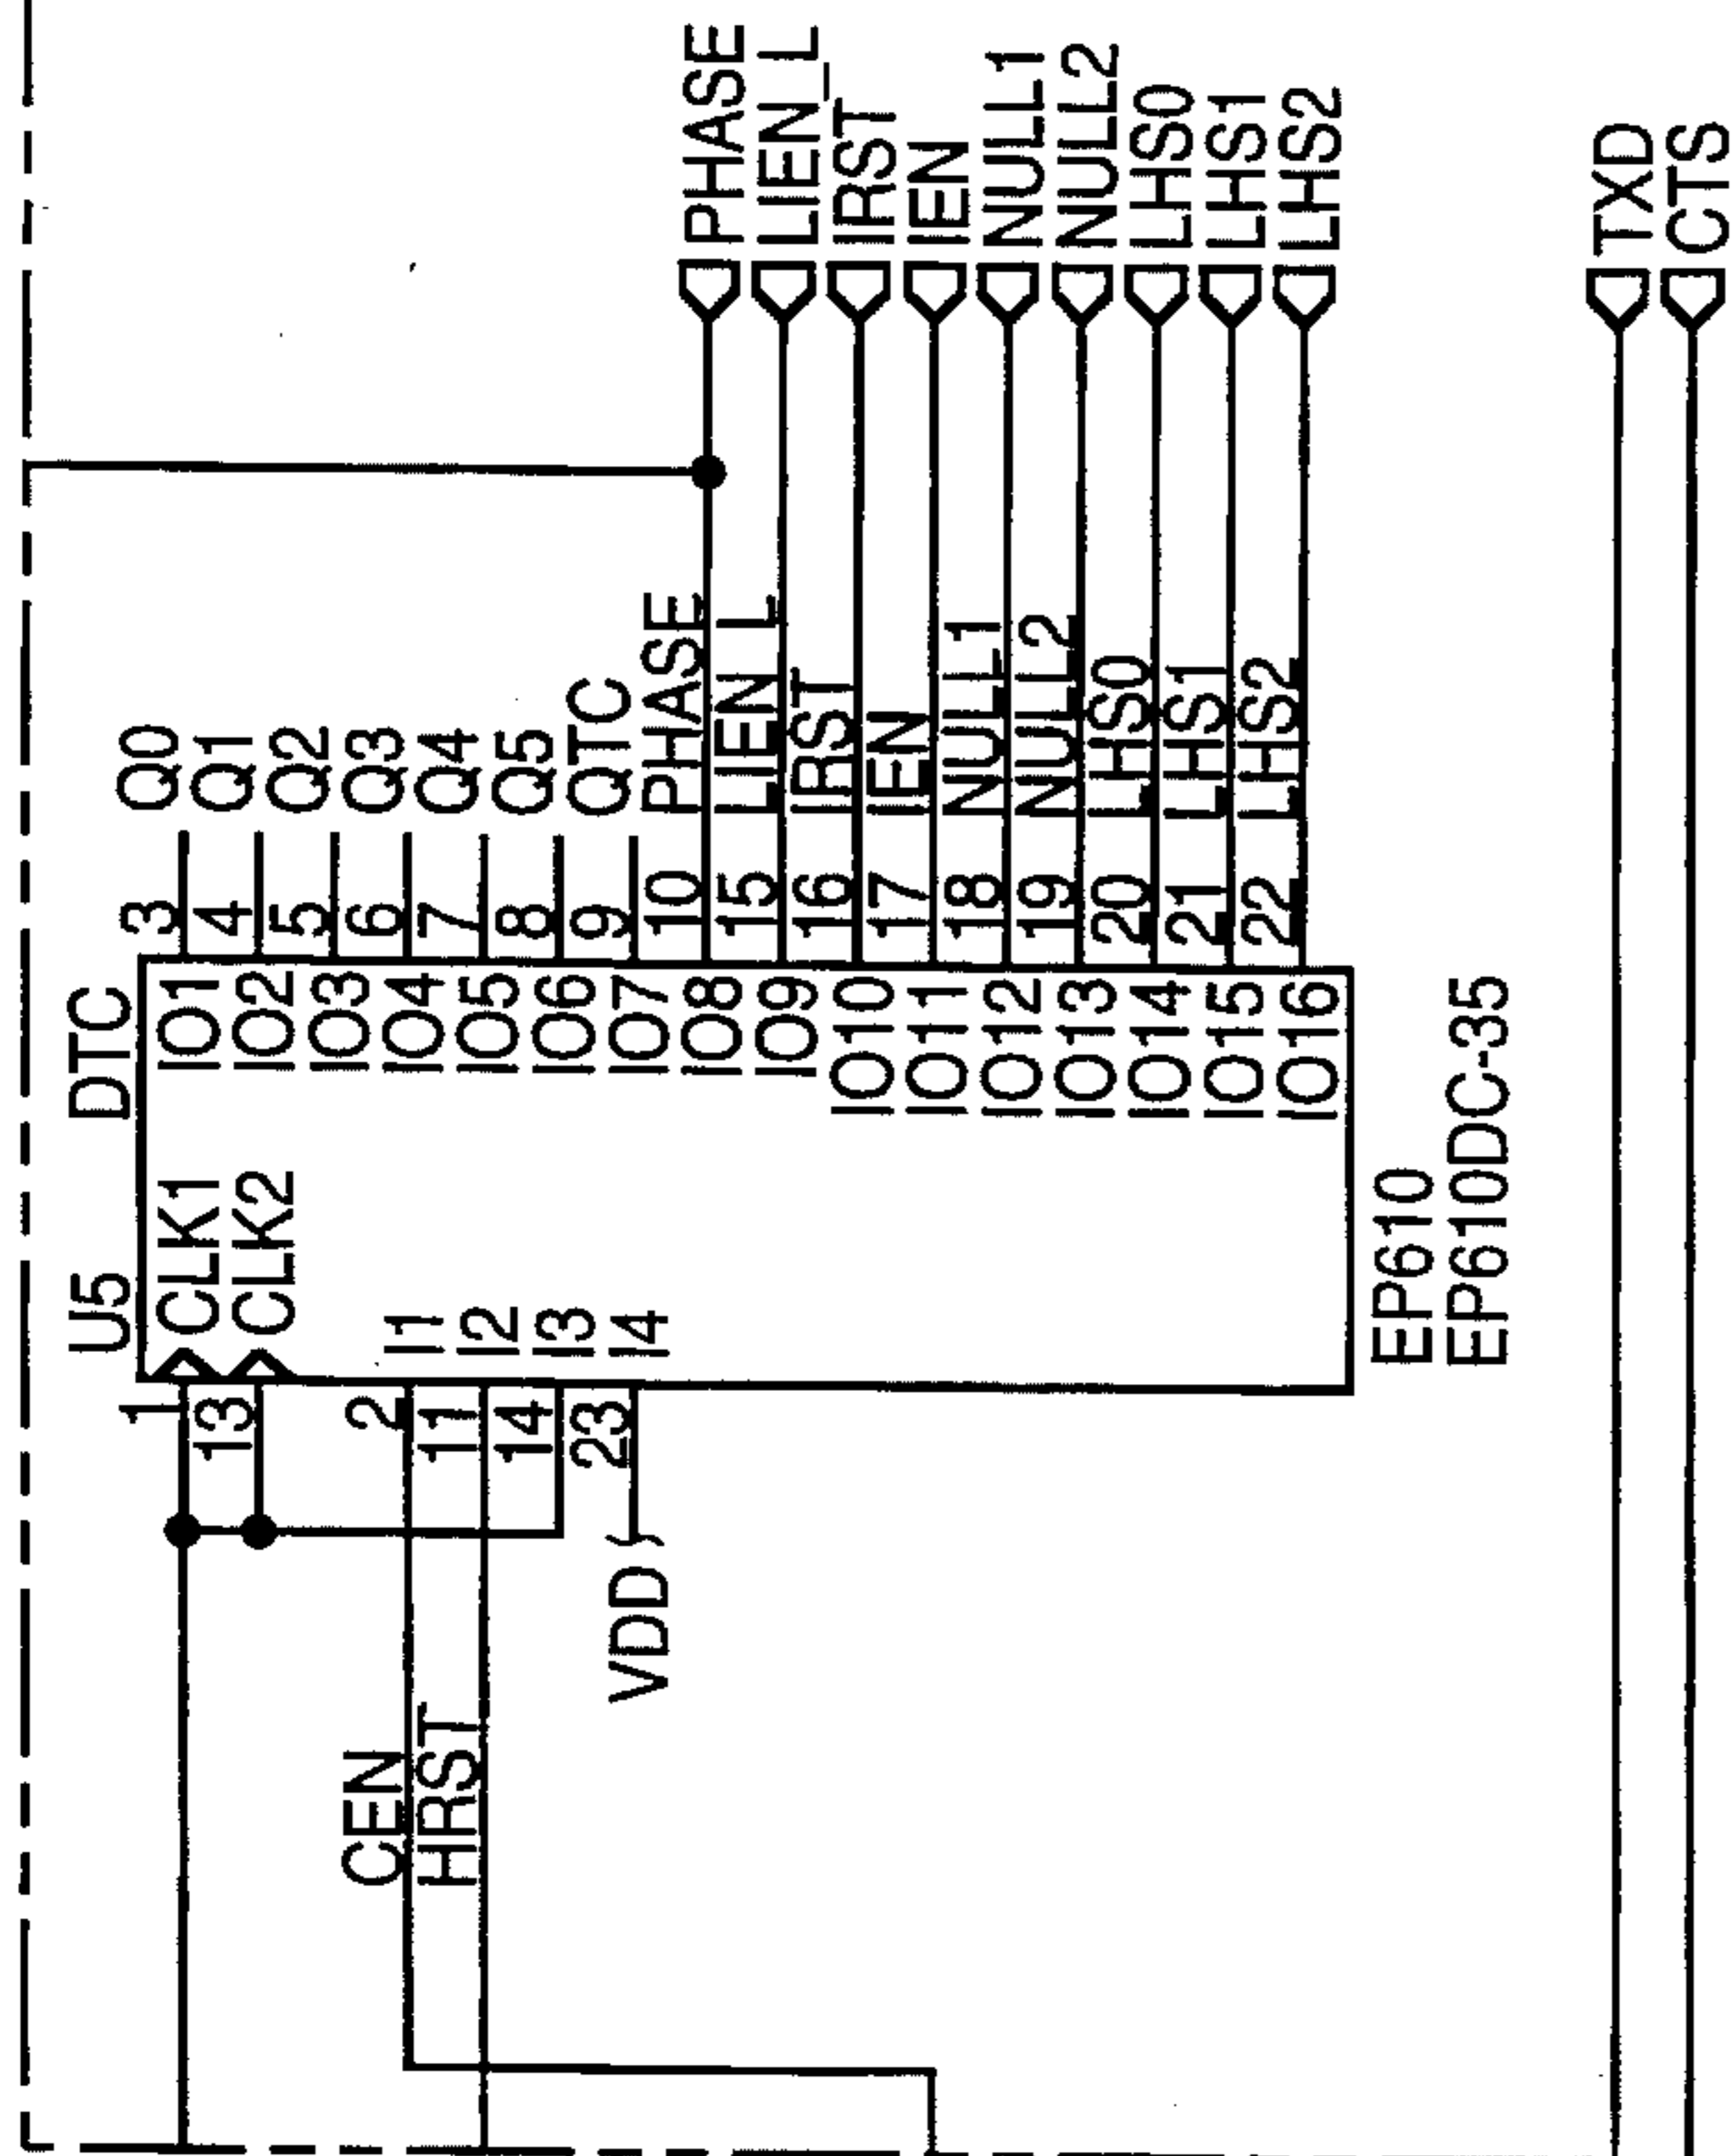 U5 DTC
1 CLK1 IO1 3 Q0
13 CLK2 IO2 4 Q1
IO3 5 Q2
2 I1 IO4 6 Q3
CEN
11 I2 IO5 7 Q4
HRST
14 I3 IO6 8 Q5
23 I4 IO7 9 QTC
VDD
IO8 10 PHASE PHASE
IO9 15 LIEN_L LIEN_L
IO10 16 IRST IRST
IO11 17 IEN IEN
IO12 18 NULL1 NULL1
IO13 19 NULL2 NULL2
IO14 20 LHS0 LHS0
IO15 21 LHS1 LHS1
IO16 22 LHS2 LHS2
EP610
EP610DC-35
TXD
CTS